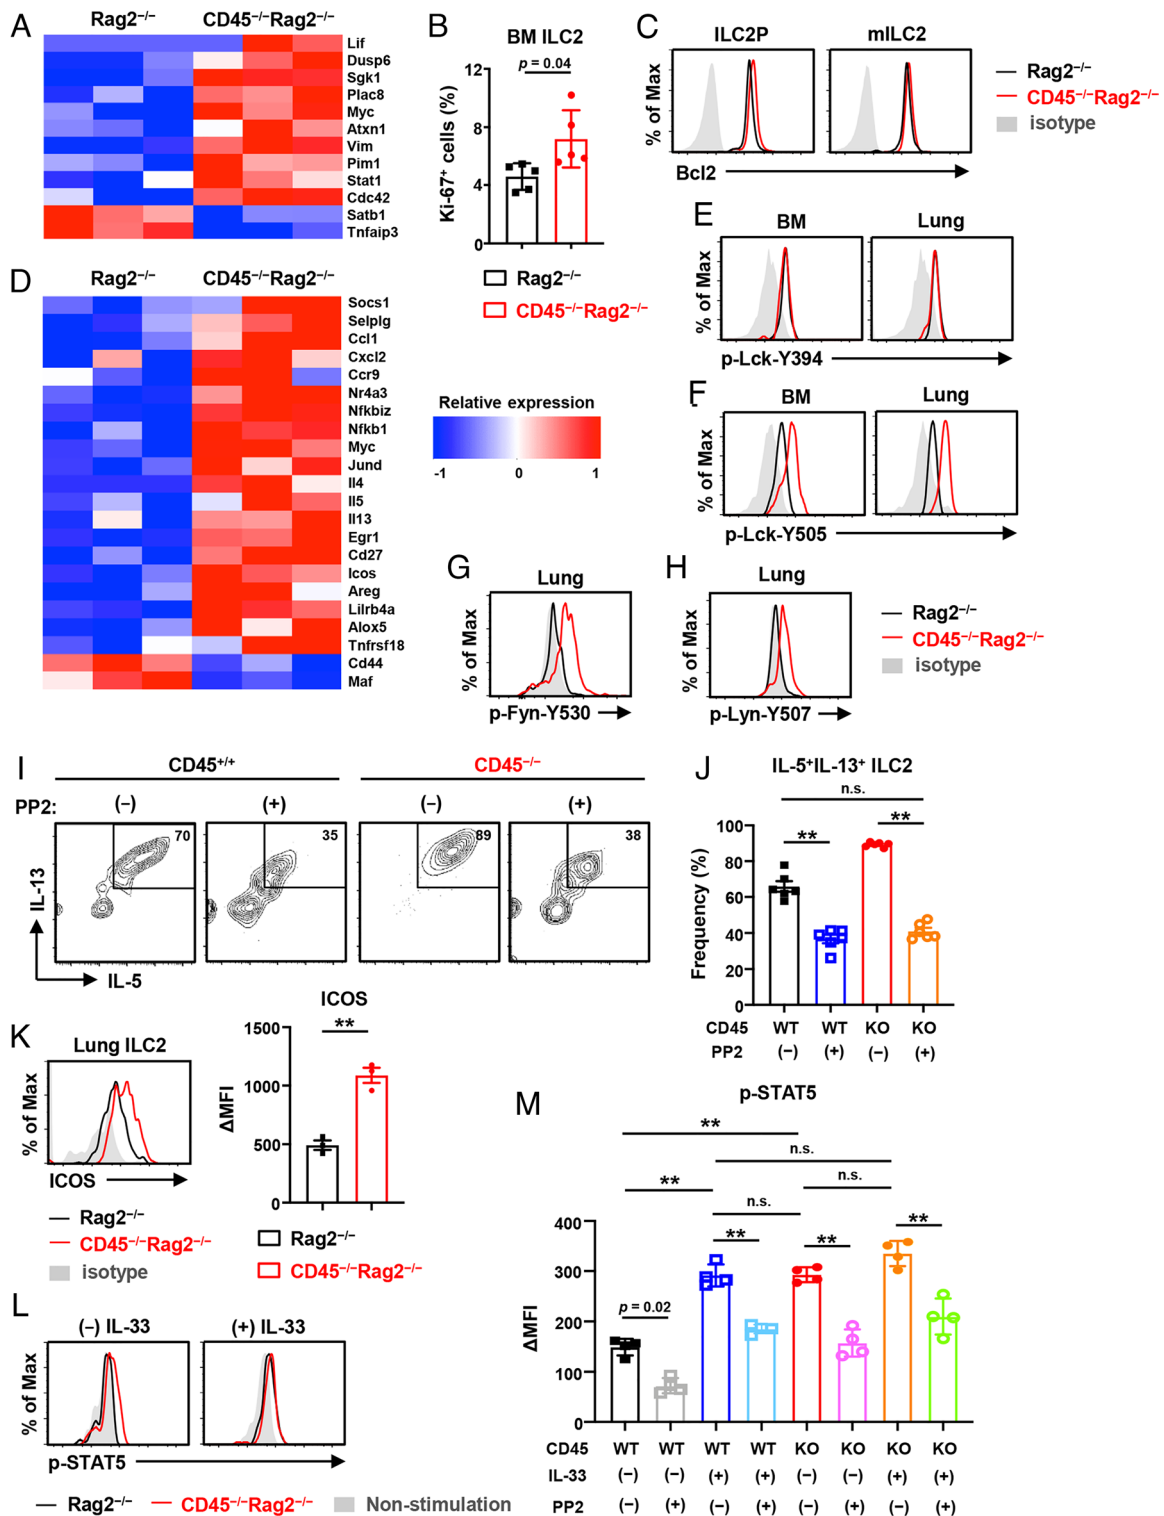 A
Rag2⁻/⁻ CD45⁻/⁻Rag2⁻/⁻
Lif
Dusp6
Sgk1
Plac8
Myc
Atxn1
Vim
Pim1
Stat1
Cdc42
Satb1
Tnfaip3
B
BM ILC2
p = 0.04
Ki-67⁺ cells (%)
12
8
4
0
Rag2⁻/⁻
CD45⁻/⁻Rag2⁻/⁻
C
ILC2P mILC2
% of Max
Bcl2
Rag2⁻/⁻
CD45⁻/⁻Rag2⁻/⁻
isotype
D
Rag2⁻/⁻ CD45⁻/⁻Rag2⁻/⁻
Socs1
Selplg
Ccl1
Cxcl2
Ccr9
Nr4a3
Nfkbiz
Nfkb1
Myc
Jund
Il4
Il5
Il13
Egr1
Cd27
Icos
Areg
Lilrb4a
Alox5
Tnfrsf18
Cd44
Maf
Relative expression
-1 0 1
E
BM Lung
% of Max
p-Lck-Y394
F
BM Lung
% of Max
p-Lck-Y505
G
Lung
% of Max
p-Fyn-Y530
H
Lung
% of Max
p-Lyn-Y507
Rag2⁻/⁻
CD45⁻/⁻Rag2⁻/⁻
isotype
I
CD45⁺/⁺ CD45⁻/⁻
PP2: (–) (+) (–) (+)
70 35 89 38
IL-13
IL-5
J
IL-5⁺IL-13⁺ ILC2
n.s.
** **
Frequency (%)
100
80
60
40
20
0
CD45 WT WT KO KO
PP2 (–) (+) (–) (+)
K
Lung ILC2
% of Max
ICOS
Rag2⁻/⁻
CD45⁻/⁻Rag2⁻/⁻
isotype
ICOS
**
ΔMFI
1500
1000
500
0
Rag2⁻/⁻
CD45⁻/⁻Rag2⁻/⁻
L
(–) IL-33 (+) IL-33
% of Max
p-STAT5
Rag2⁻/⁻ CD45⁻/⁻Rag2⁻/⁻ Non-stimulation
M
p-STAT5
**
n.s.
** n.s.
n.s.
** ** **
p = 0.02
ΔMFI
400
300
200
100
0
CD45 WT WT WT WT KO KO KO KO
IL-33 (–) (–) (+) (+) (–) (–) (+) (+)
PP2 (–) (+) (–) (+) (–) (+) (–) (+)